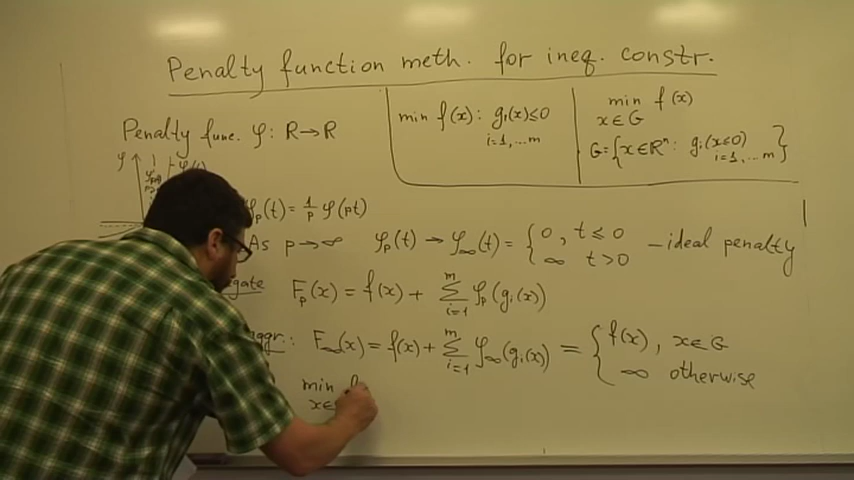 Penalty function meth. for ineq. constr.
min f(x): gᵢ(x)≤0
i=1,...m
min f(x)
x∈G
G={x∈Rⁿ: gᵢ(x≤0) }
i=1,...m
Penalty func. φ: R→R
φ
φₚ(t)=1/p φ(pt)
As p→∞ φₚ(t)→φ∞(t)= { 0, t≤0
∞ t>0
—ideal penalty
Fₚ(x) = f(x) + Σᵢ₌₁ᵐ φₚ(gᵢ(x))
aggr.: F∞(x) = f(x) + Σᵢ₌₁ᵐ φ∞(gᵢ(x)) = { f(x), x∈G
∞ otherwise
min
x∈